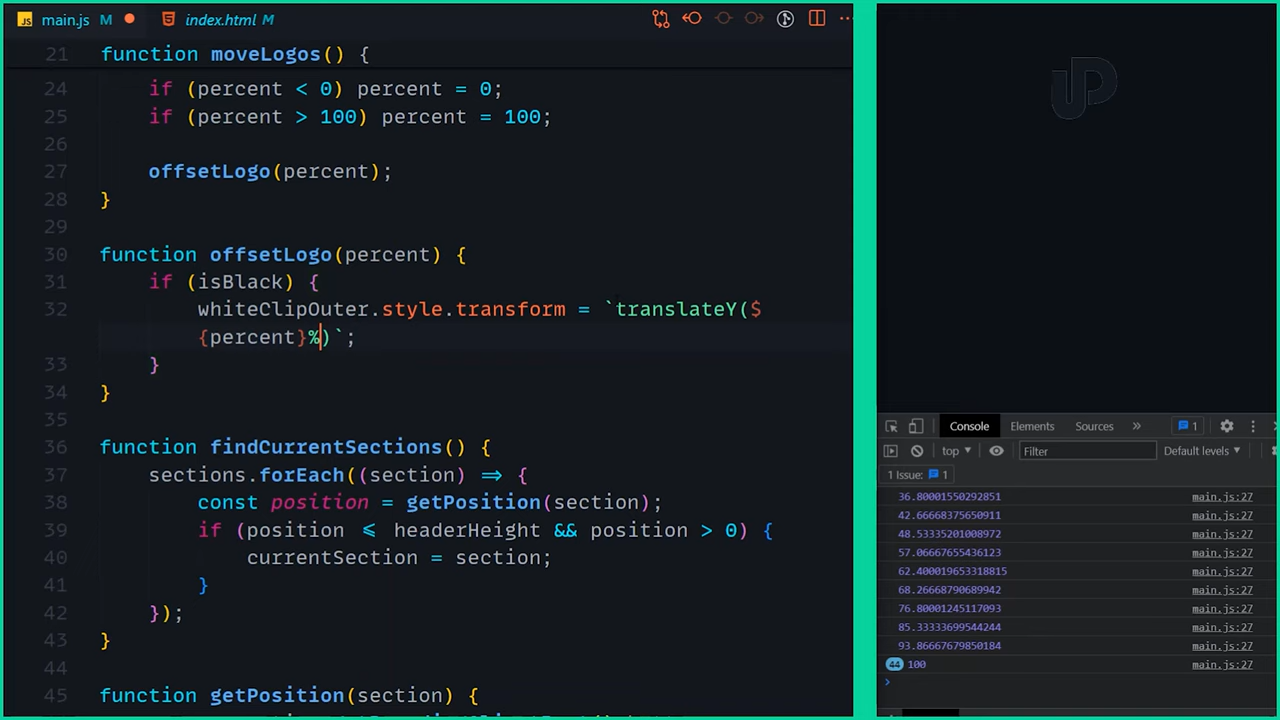 JS main.js M index.html M
21 function moveLogos() {
24 if (percent < 0) percent = 0;
25 if (percent > 100) percent = 100;
26
27 offsetLogo(percent);
28 }
29
30 function offsetLogo(percent) {
31 if (isBlack) {
32 whiteClipOuter.style.transform = `translateY($
{percent}%)`;
33 }
34 }
35
36 function findCurrentSections() {
37 sections.forEach((section) => {
38 const position = getPosition(section);
39 if (position <= headerHeight && position > 0) {
40 currentSection = section;
41 }
42 });
43 }
44
45 function getPosition(section) {
UP
Console Elements Sources » 1
top Filter Default levels
1 Issue: 1
36.80001550292851 main.js:27
42.66668375650911 main.js:27
48.53335201008972 main.js:27
57.06667655436123 main.js:27
62.400019653318815 main.js:27
68.26668790689942 main.js:27
76.80001245117093 main.js:27
85.33333699544244 main.js:27
93.86667679850184 main.js:27
44 100 main.js:27
>